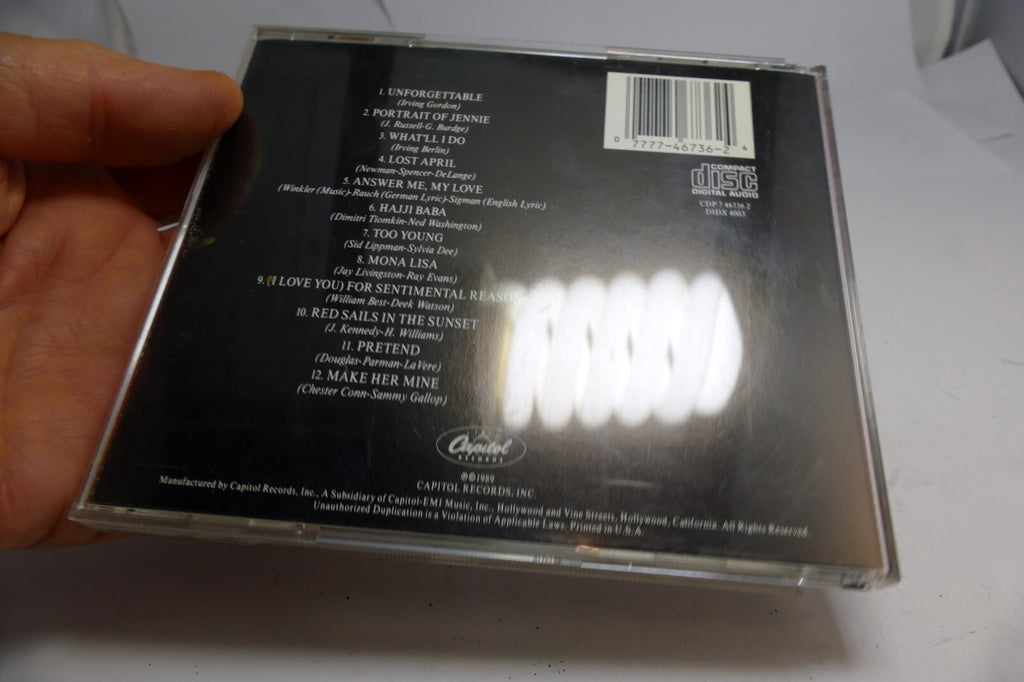 1. UNFORGETTABLE
(Irving Gordon)
2. PORTRAIT OF JENNIE
(J. Russell-G. Burdge)
3. WHAT'LL I DO
(Irving Berlin)
4. LOST APRIL
(Newman-Spencer-DeLange)
5. ANSWER ME, MY LOVE
(Winkler (Music)-Rauch (German Lyric)-Sigman (English Lyric)
6. HAJJI BABA
(Dimitri Tiomkin-Ned Washington)
7. TOO YOUNG
(Sid Lippman-Sylvia Dee)
8. MONA LISA
(Jay Livingston-Ray Evans)
9. (I LOVE YOU) FOR SENTIMENTAL REASON
(William Best-Deek Watson)
10. RED SAILS IN THE SUNSET
(J. Kennedy-H. Williams)
11. PRETEND
(Douglas-Parman-LaVere)
12. MAKE HER MINE
(Chester Conn-Sammy Gallop)
0 7777-46736-2 4
COMPACT
disc
DIGITAL AUDIO
CDP 7 46736 2
DIDX 4003
Capitol
RECORDS
℗©1989
CAPITOL RECORDS, INC.
Manufactured by Capitol Records, Inc., A Subsidiary of Capitol-EMI Music, Inc., Hollywood and Vine Streets, Hollywood, California. All Rights Reserved.
Unauthorized Duplication is a Violation of Applicable Laws. Printed in U.S.A.